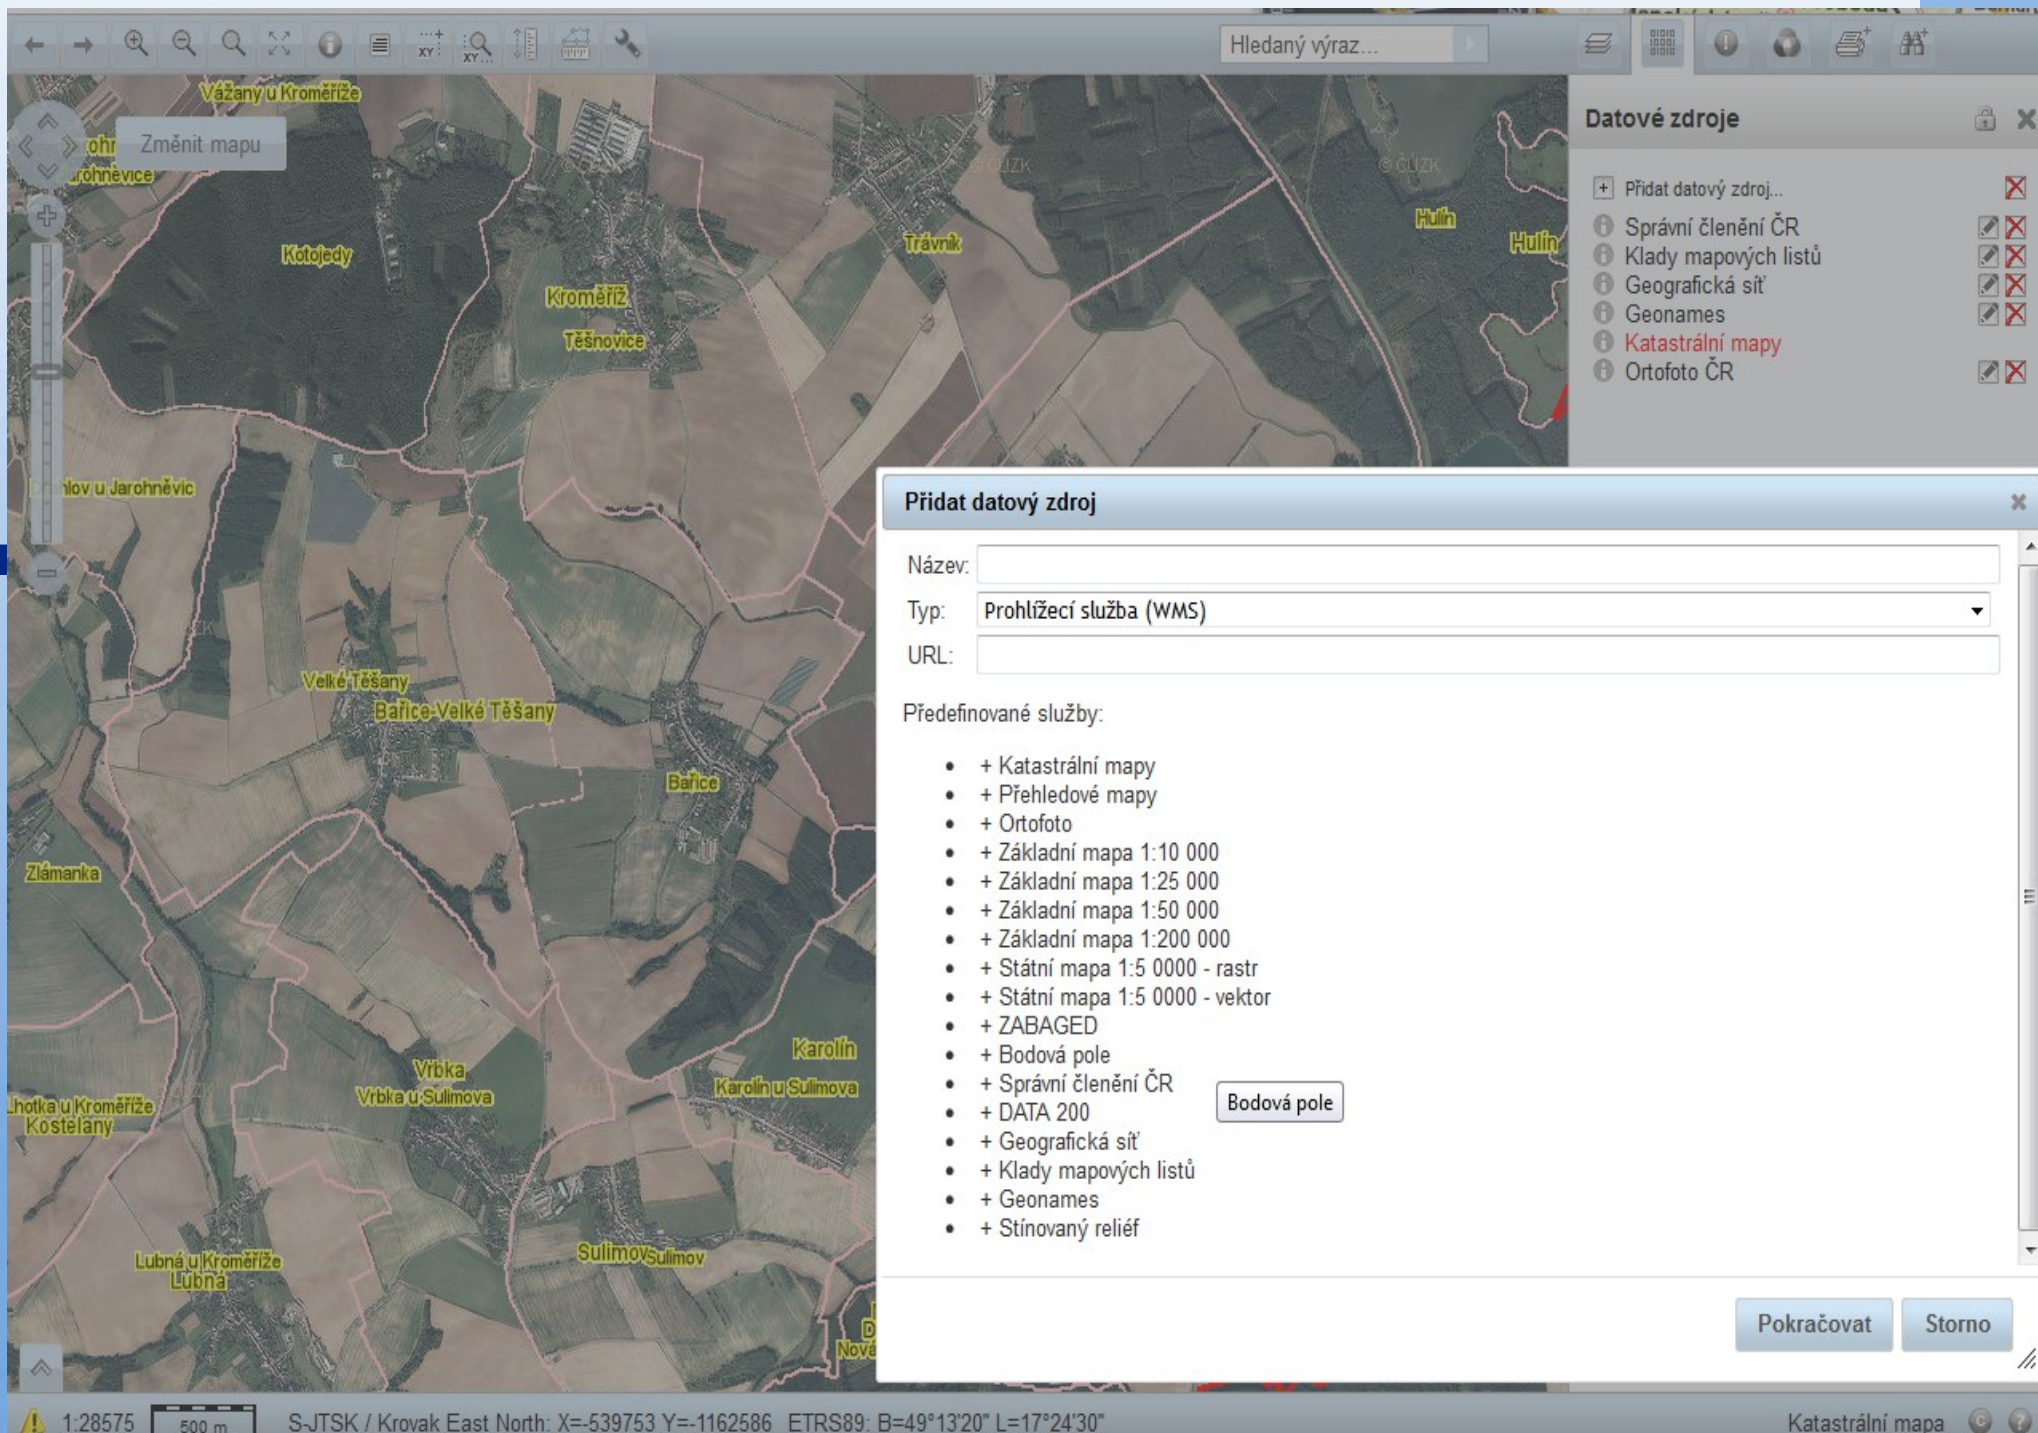 XY
XY...
Hledaný výraz...
Změnit mapu
Vážany u Kroměříže
Kotojedy
Kroměříž
Těšnovice
Trávník
Hulín
Hulín
© ČÚZK
Velké Těšany
Bařice-Velké Těšany
Bařice
Zlámanka
Vrbka
Vrbka u Sulimova
Karolín
Karolín u Sulimova
Lhotka u Kroměříže
Kostelany
Lubná u Kroměříže
Lubná
Sulimov
Sulimov
Datové zdroje
Přidat datový zdroj...
Správní členění ČR
Klady mapových listů
Geografická síť
Geonames
Katastrální mapy
Ortofoto ČR
Přidat datový zdroj
Název:
Typ: Prohlížecí služba (WMS)
URL:
Předefinované služby:
+ Katastrální mapy
+ Přehledové mapy
+ Ortofoto
+ Základní mapa 1:10 000
+ Základní mapa 1:25 000
+ Základní mapa 1:50 000
+ Základní mapa 1:200 000
+ Státní mapa 1:5 0000 - rastr
+ Státní mapa 1:5 0000 - vektor
+ ZABAGED
+ Bodová pole
+ Správní členění ČR
+ DATA 200
+ Geografická síť
+ Klady mapových listů
+ Geonames
+ Stínovaný reliéf
Bodová pole
Pokračovat Storno
1:28575 500 m S-JTSK / Krovak East North: X=-539753 Y=-1162586 ETRS89: B=49°13'20" L=17°24'30" Katastrální mapa